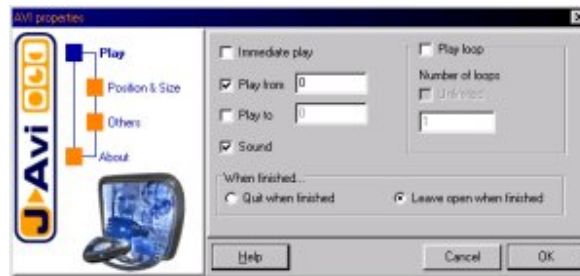 AVI properties
J-Avi
Play
Position & Size
Others
About
Immediate play
Play from 0
Play to 0
Sound
Play loop
Number of loops
Unlimited
1
When finished...
Quit when finished
Leave open when finished
Help
Cancel
OK